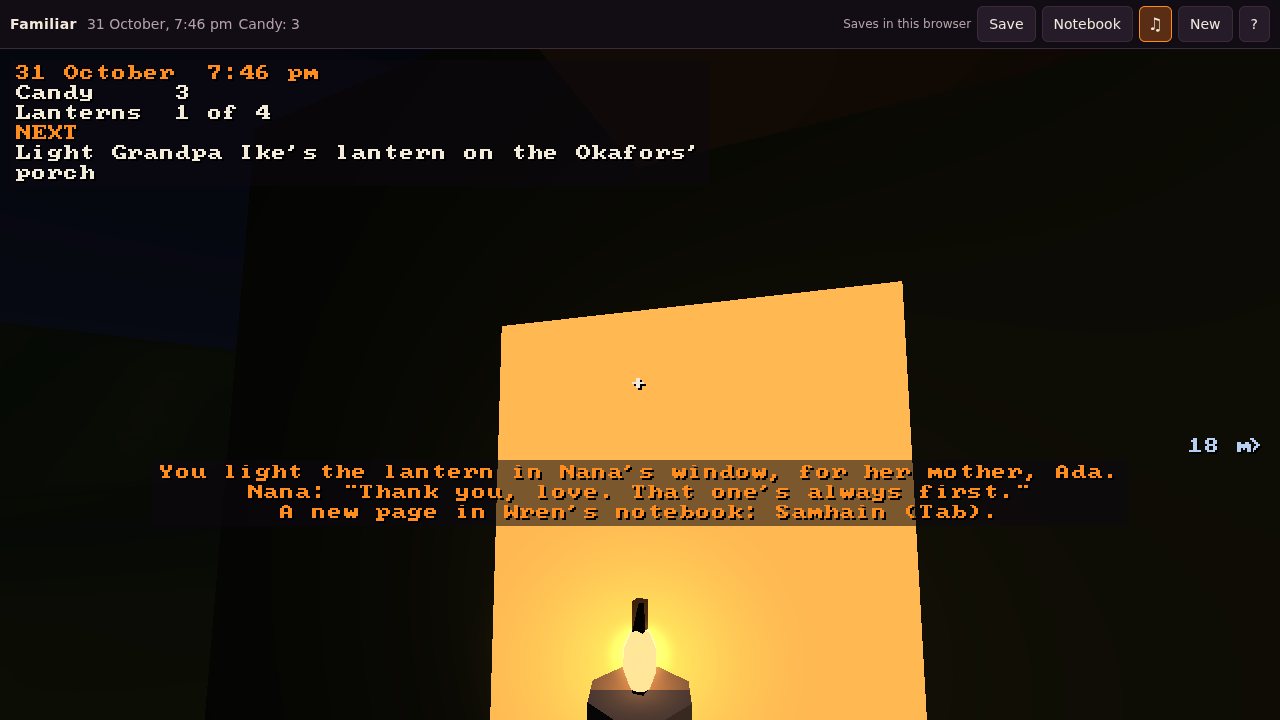 Familiar 31 October, 7:46 pm Candy: 3 Saves in this browser Save Notebook ♫ New ?
31 October 7:46 pm
Candy 3
Lanterns 1 of 4
NEXT
Light Grandpa Ike's lantern on the Okafors'
porch
18 m>
You light the lantern in Nana's window, for her mother, Ada.
Nana: "Thank you, love. That one's always first."
A new page in Wren's notebook: Samhain (Tab).